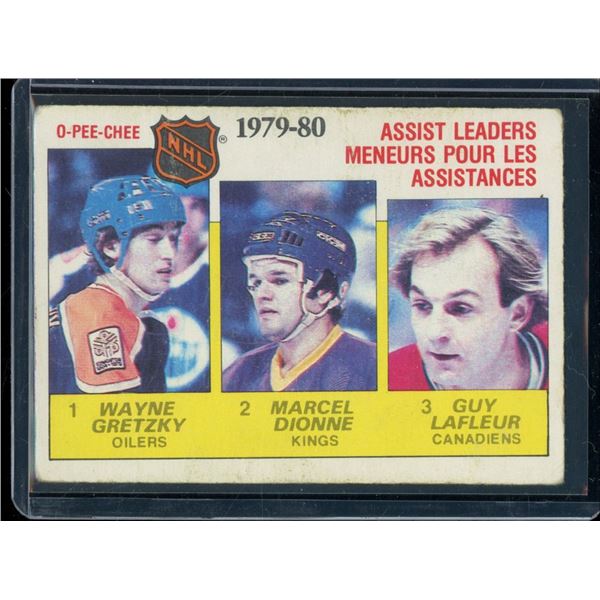 O-PEE-CHEE
NHL
®
1979-80
ASSIST LEADERS
MENEURS POUR LES
ASSISTANCES
1 WAYNE
GRETZKY
OILERS
2 MARCEL
DIONNE
KINGS
3 GUY
LAFLEUR
CANADIENS